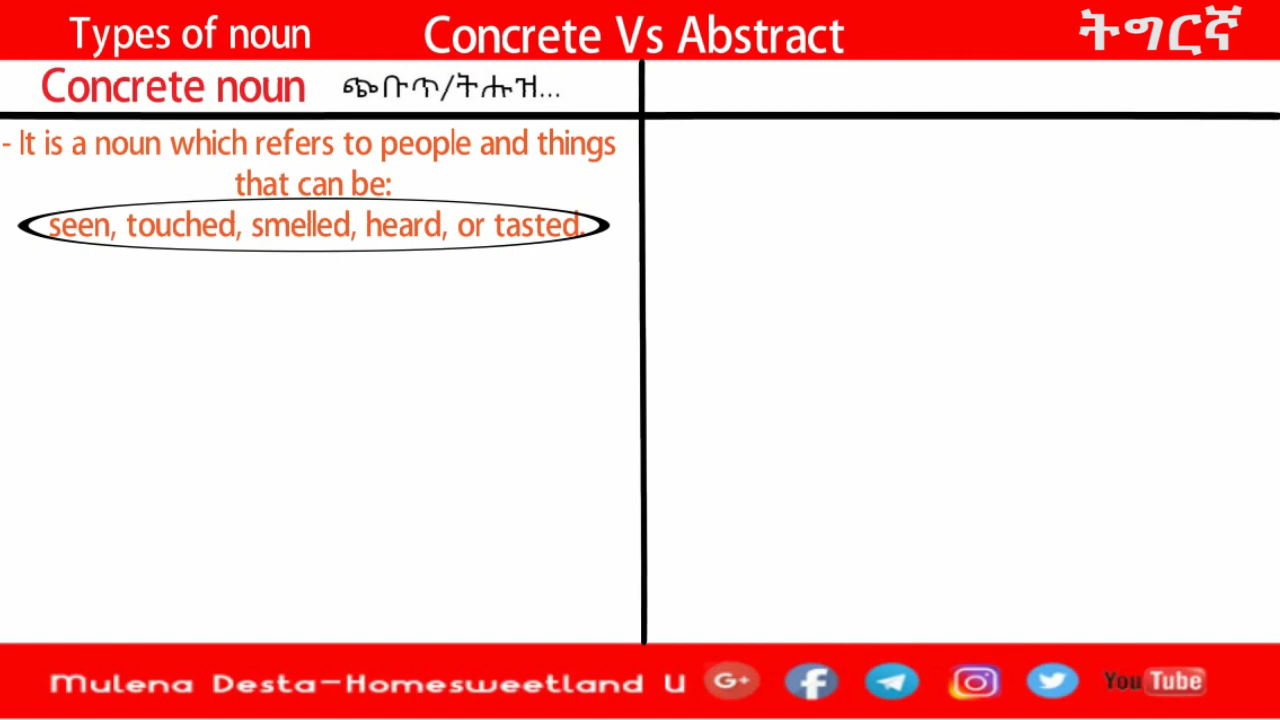 Types of noun
Concrete Vs Abstract
ትግርኛ
Concrete noun ጭቡጥ/ትሑዝ...
- It is a noun which refers to people and things
that can be:
seen, touched, smelled, heard, or tasted.
Mulena Desta-Homesweetland U
G+
YouTube